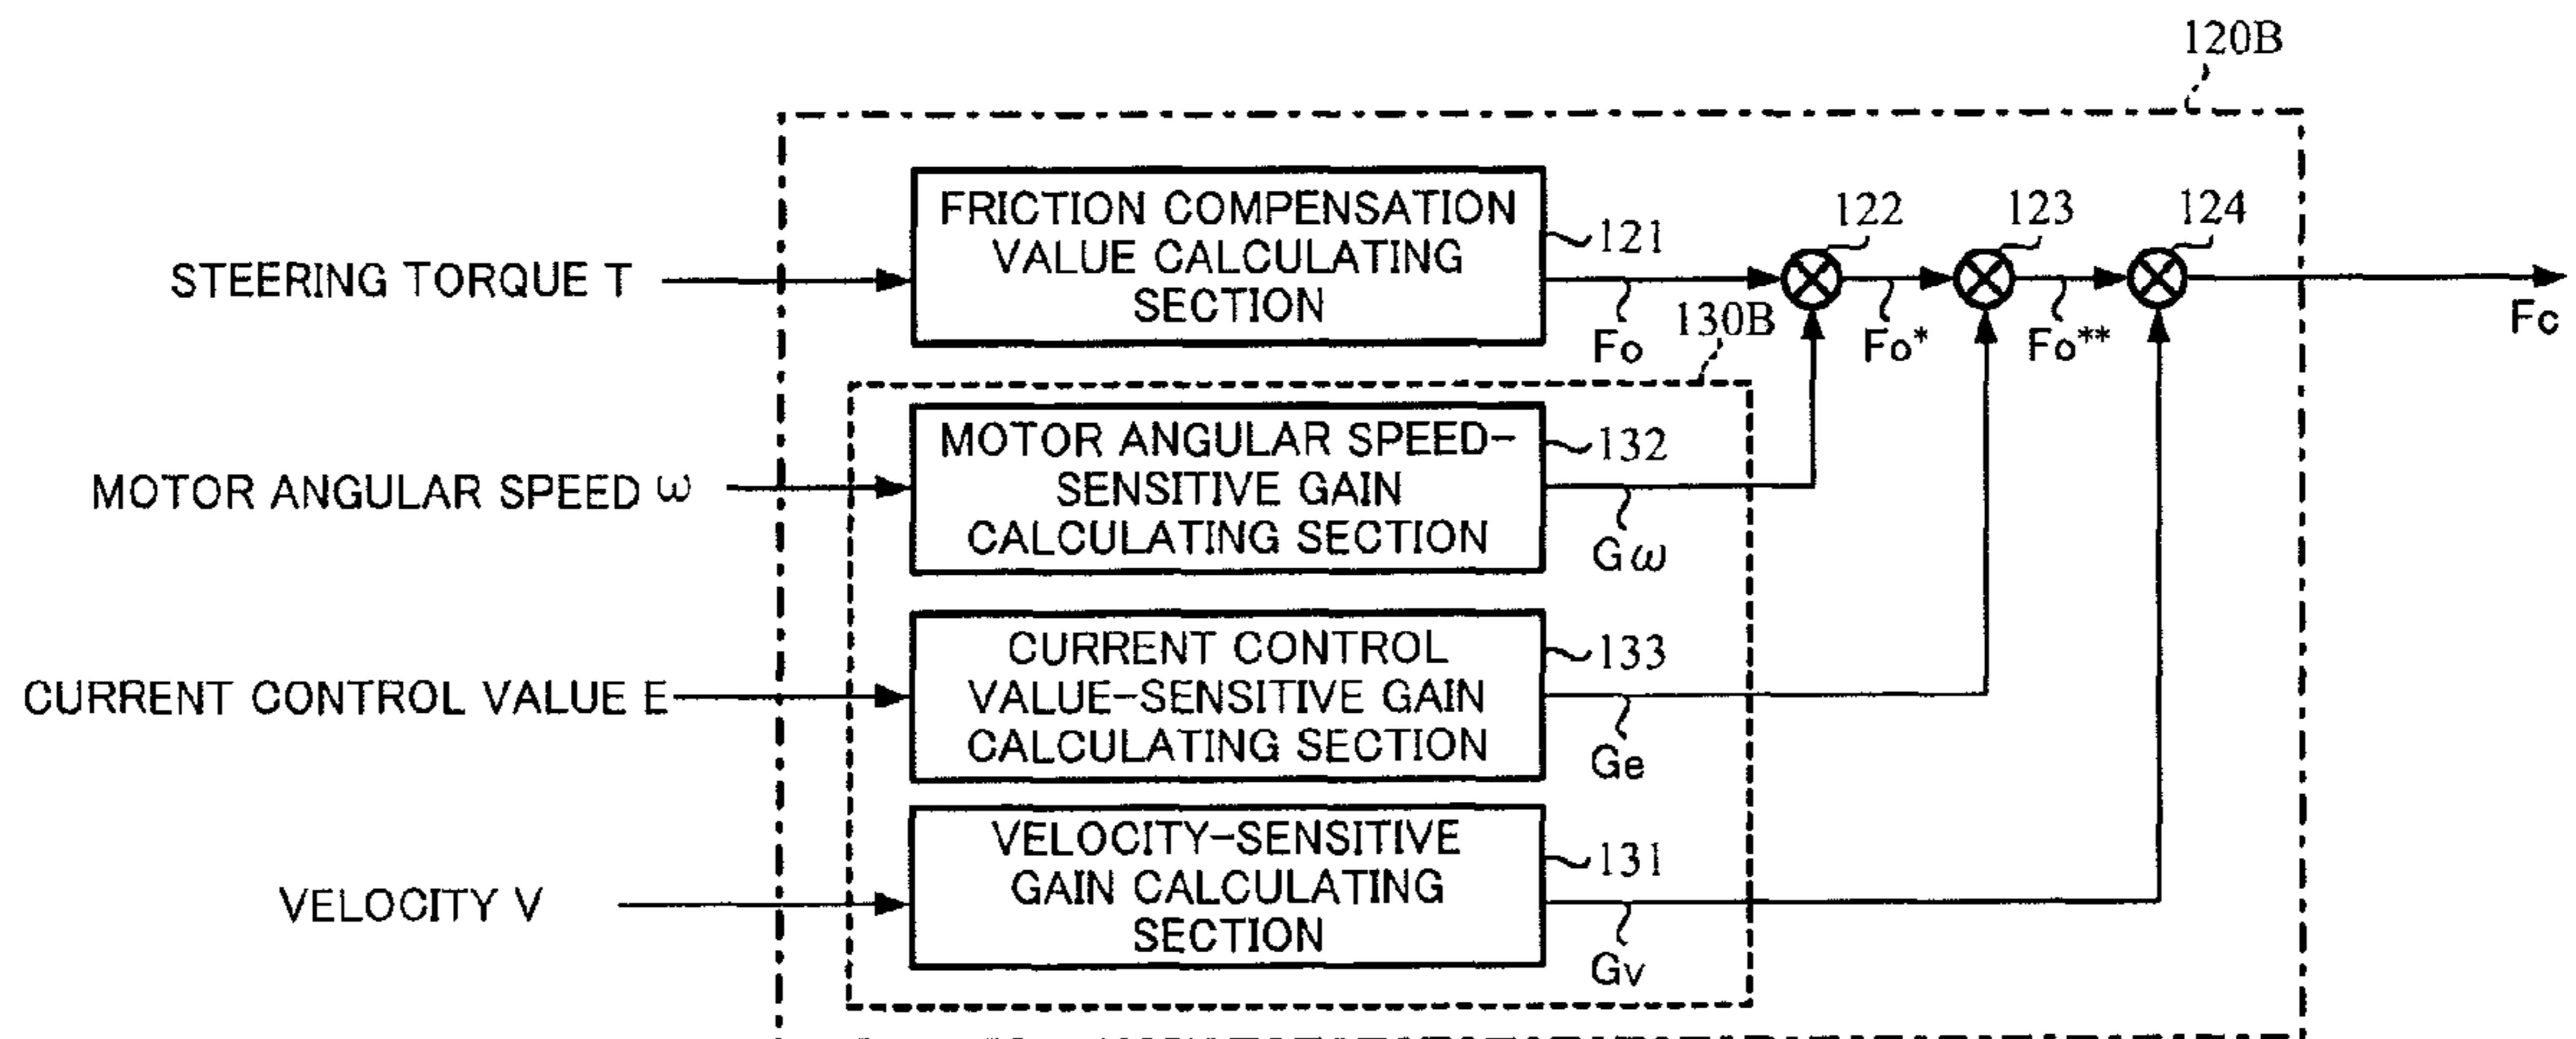 120B
FRICTION COMPENSATION
VALUE CALCULATING
SECTION
121
122
123
124
STEERING TORQUE T
Fo
130B
Fo*
Fo**
Fc
MOTOR ANGULAR SPEED-
SENSITIVE GAIN
CALCULATING SECTION
132
MOTOR ANGULAR SPEED ω
Gω
CURRENT CONTROL
VALUE-SENSITIVE GAIN
CALCULATING SECTION
133
CURRENT CONTROL VALUE E
Ge
VELOCITY-SENSITIVE
GAIN CALCULATING
SECTION
131
VELOCITY V
Gv